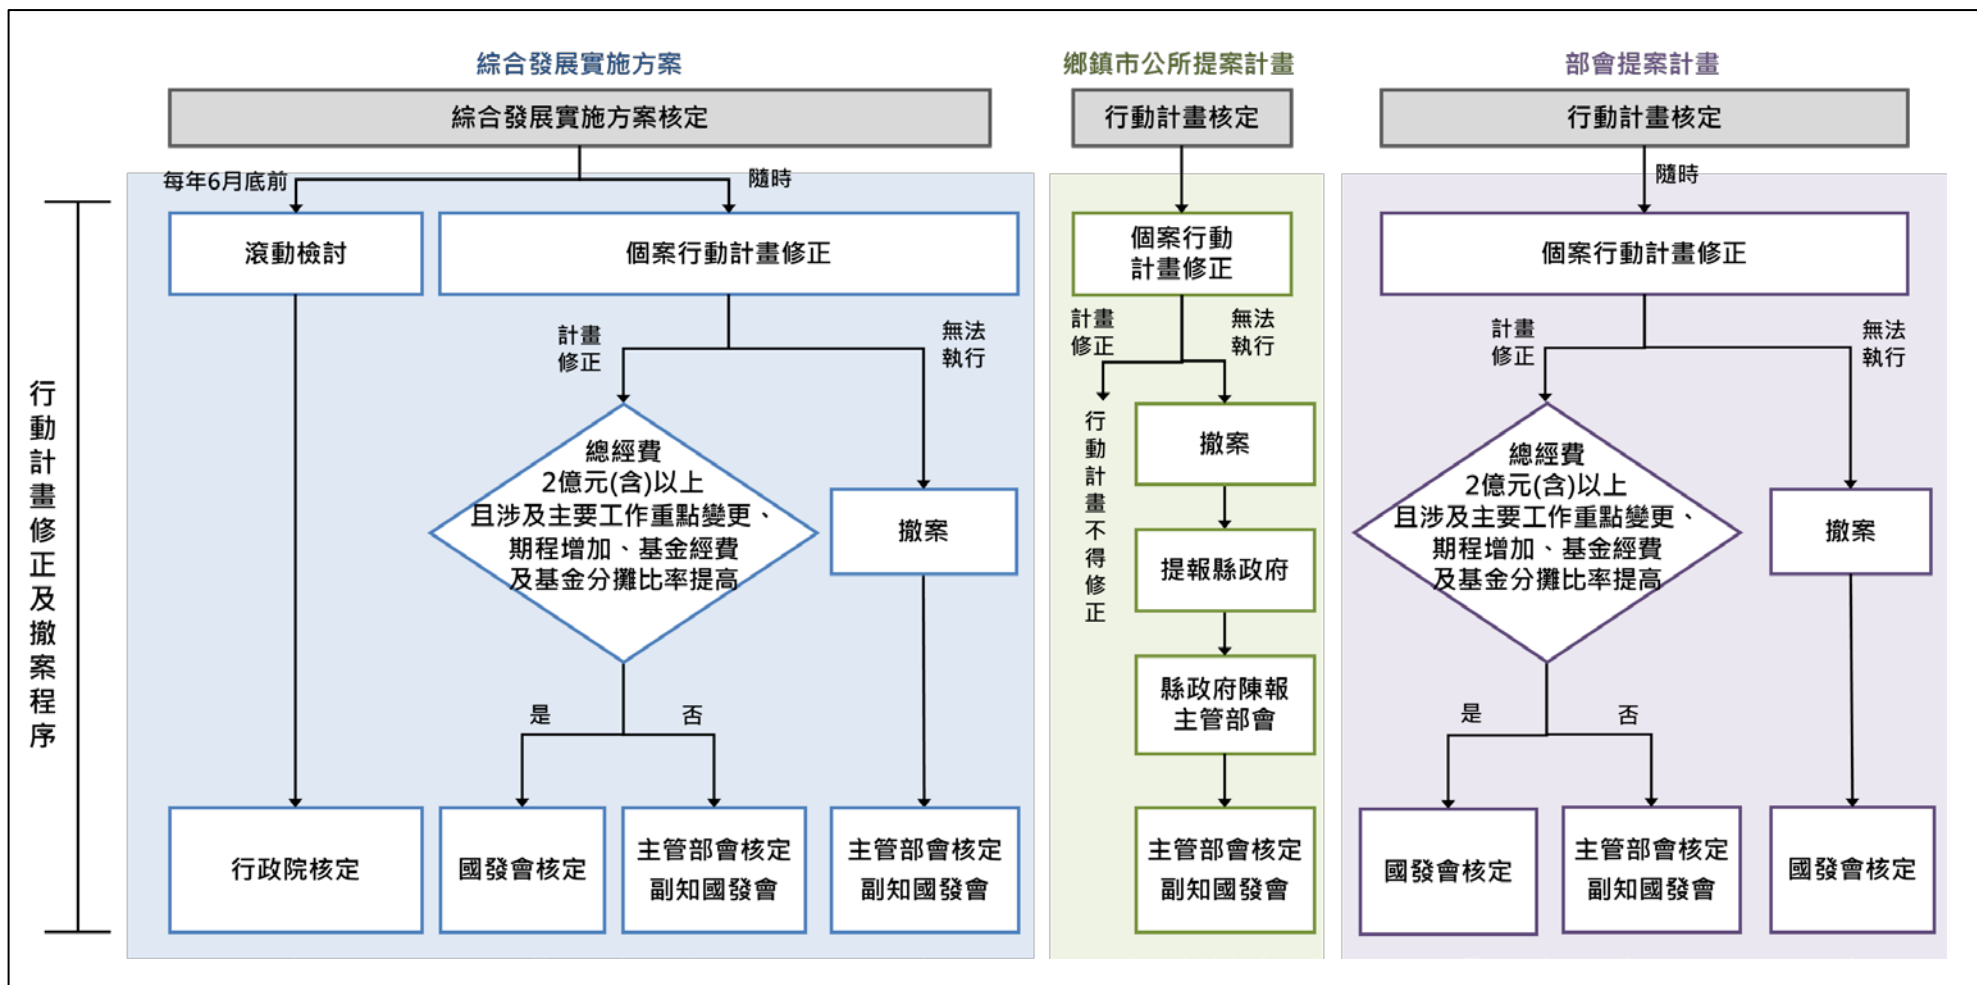 綜合發展實施方案
綜合發展實施方案核定
每年6月底前
隨時
滾動檢討
個案行動計畫修正
計畫
修正
無法
執行
總經費
2億元(含)以上
且涉及主要工作重點變更、
期程增加、基金經費
及基金分攤比率提高
撤案
是
否
行政院核定
國發會核定
主管部會核定
副知國發會
主管部會核定
副知國發會
鄉鎮市公所提案計畫
行動計畫核定
個案行動
計畫修正
計畫
修正
無法
執行
行動計畫不得修正
撤案
提報縣政府
縣政府陳報
主管部會
主管部會核定
副知國發會
部會提案計畫
行動計畫核定
隨時
個案行動計畫修正
計畫
修正
無法
執行
總經費
2億元(含)以上
且涉及主要工作重點變更、
期程增加、基金經費
及基金分攤比率提高
撤案
是
否
國發會核定
主管部會核定
副知國發會
國發會核定
行動計畫修正及撤案程序